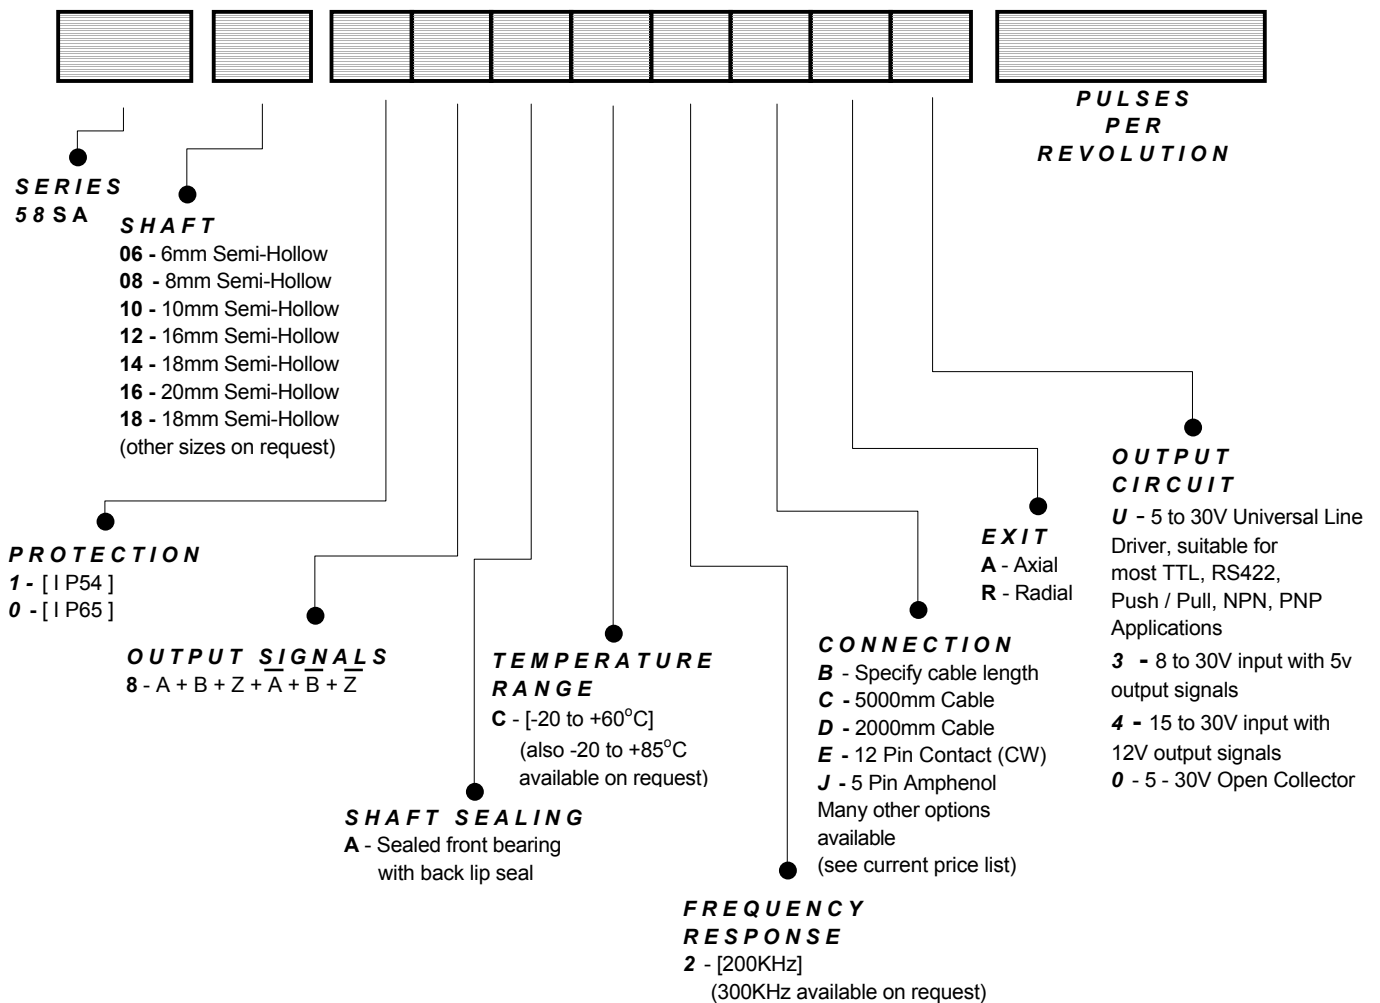 PULSES
PER
REVOLUTION
SERIES
58SA
SHAFT
06 - 6mm Semi-Hollow
08 - 8mm Semi-Hollow
10 - 10mm Semi-Hollow
12 - 16mm Semi-Hollow
14 - 18mm Semi-Hollow
16 - 20mm Semi-Hollow
18 - 18mm Semi-Hollow
(other sizes on request)
PROTECTION
1 - [ I P54 ]
0 - [ I P65 ]
OUTPUT SIGNALS
8 - A + B + Z + A̅ + B̅ + Z̅
SHAFT SEALING
A - Sealed front bearing
with back lip seal
TEMPERATURE
RANGE
C - [-20 to +60°C]
(also -20 to +85°C
available on request)
FREQUENCY
RESPONSE
2 - [200KHz]
(300KHz available on request)
CONNECTION
B - Specify cable length
C - 5000mm Cable
D - 2000mm Cable
E - 12 Pin Contact (CW)
J - 5 Pin Amphenol
Many other options
available
(see current price list)
EXIT
A - Axial
R - Radial
OUTPUT
CIRCUIT
U - 5 to 30V Universal Line
Driver, suitable for
most TTL, RS422,
Push / Pull, NPN, PNP
Applications
3 - 8 to 30V input with 5v
output signals
4 - 15 to 30V input with
12V output signals
0 - 5 - 30V Open Collector